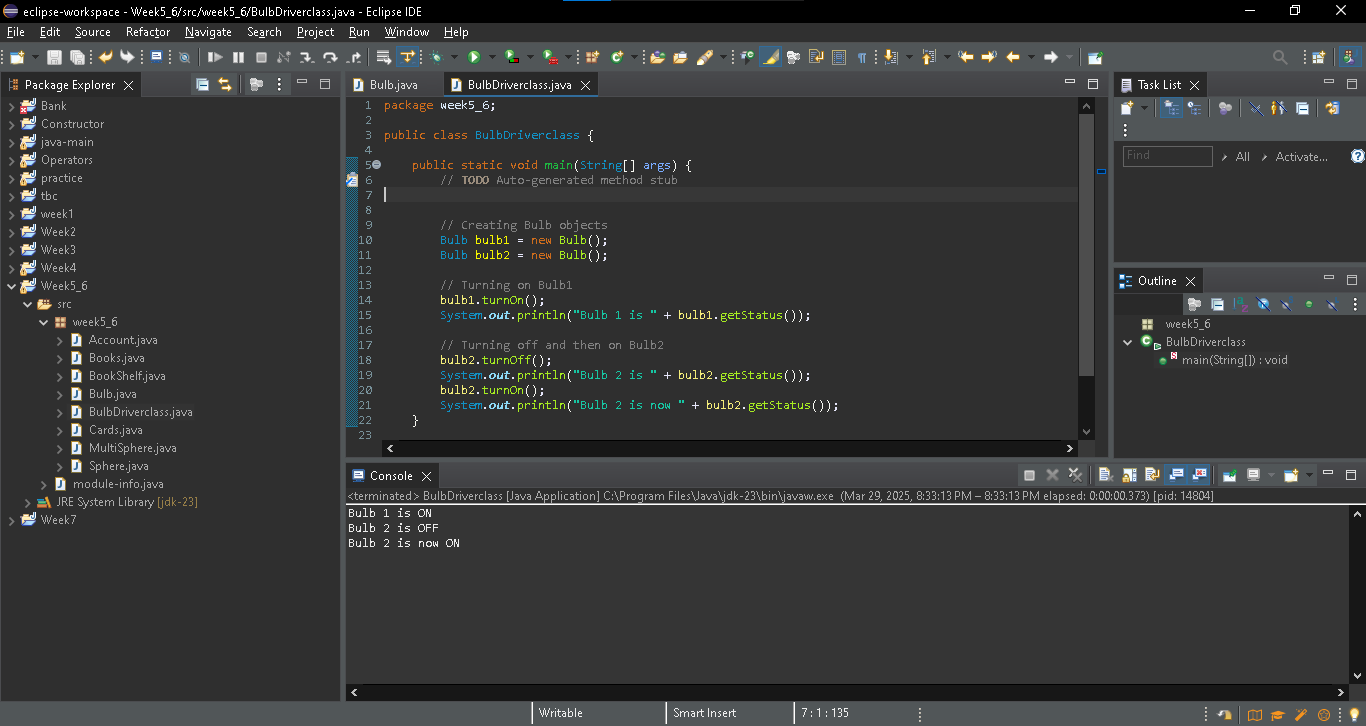 eclipse-workspace - Week5_6/src/week5_6/BulbDriverclass.java - Eclipse IDE
File Edit Source Refactor Navigate Search Project Run Window Help
Package Explorer
Bank
Constructor
java-main
Operators
practice
tbc
week1
Week2
Week3
Week4
Week5_6
src
week5_6
Account.java
Books.java
BookShelf.java
Bulb.java
BulbDriverclass.java
Cards.java
MultiSphere.java
Sphere.java
module-info.java
JRE System Library [jdk-23]
Week7
Bulb.java BulbDriverclass.java
1 package week5_6;
2
3 public class BulbDriverclass {
4
5 public static void main(String[] args) {
6 // TODO Auto-generated method stub
7
8
9 // Creating Bulb objects
10 Bulb bulb1 = new Bulb();
11 Bulb bulb2 = new Bulb();
12
13 // Turning on Bulb1
14 bulb1.turnOn();
15 System.out.println("Bulb 1 is " + bulb1.getStatus());
16
17 // Turning off and then on Bulb2
18 bulb2.turnOff();
19 System.out.println("Bulb 2 is " + bulb2.getStatus());
20 bulb2.turnOn();
21 System.out.println("Bulb 2 is now " + bulb2.getStatus());
22 }
23
Task List
Find All Activate...
Outline
week5_6
BulbDriverclass
main(String[]) : void
Console
<terminated> BulbDriverclass [Java Application] C:\Program Files\Java\jdk-23\bin\javaw.exe (Mar 29, 2025, 8:33:13 PM – 8:33:13 PM elapsed: 0:00:00.373) [pid: 14804]
Bulb 1 is ON
Bulb 2 is OFF
Bulb 2 is now ON
Writable Smart Insert 7 : 1 : 135